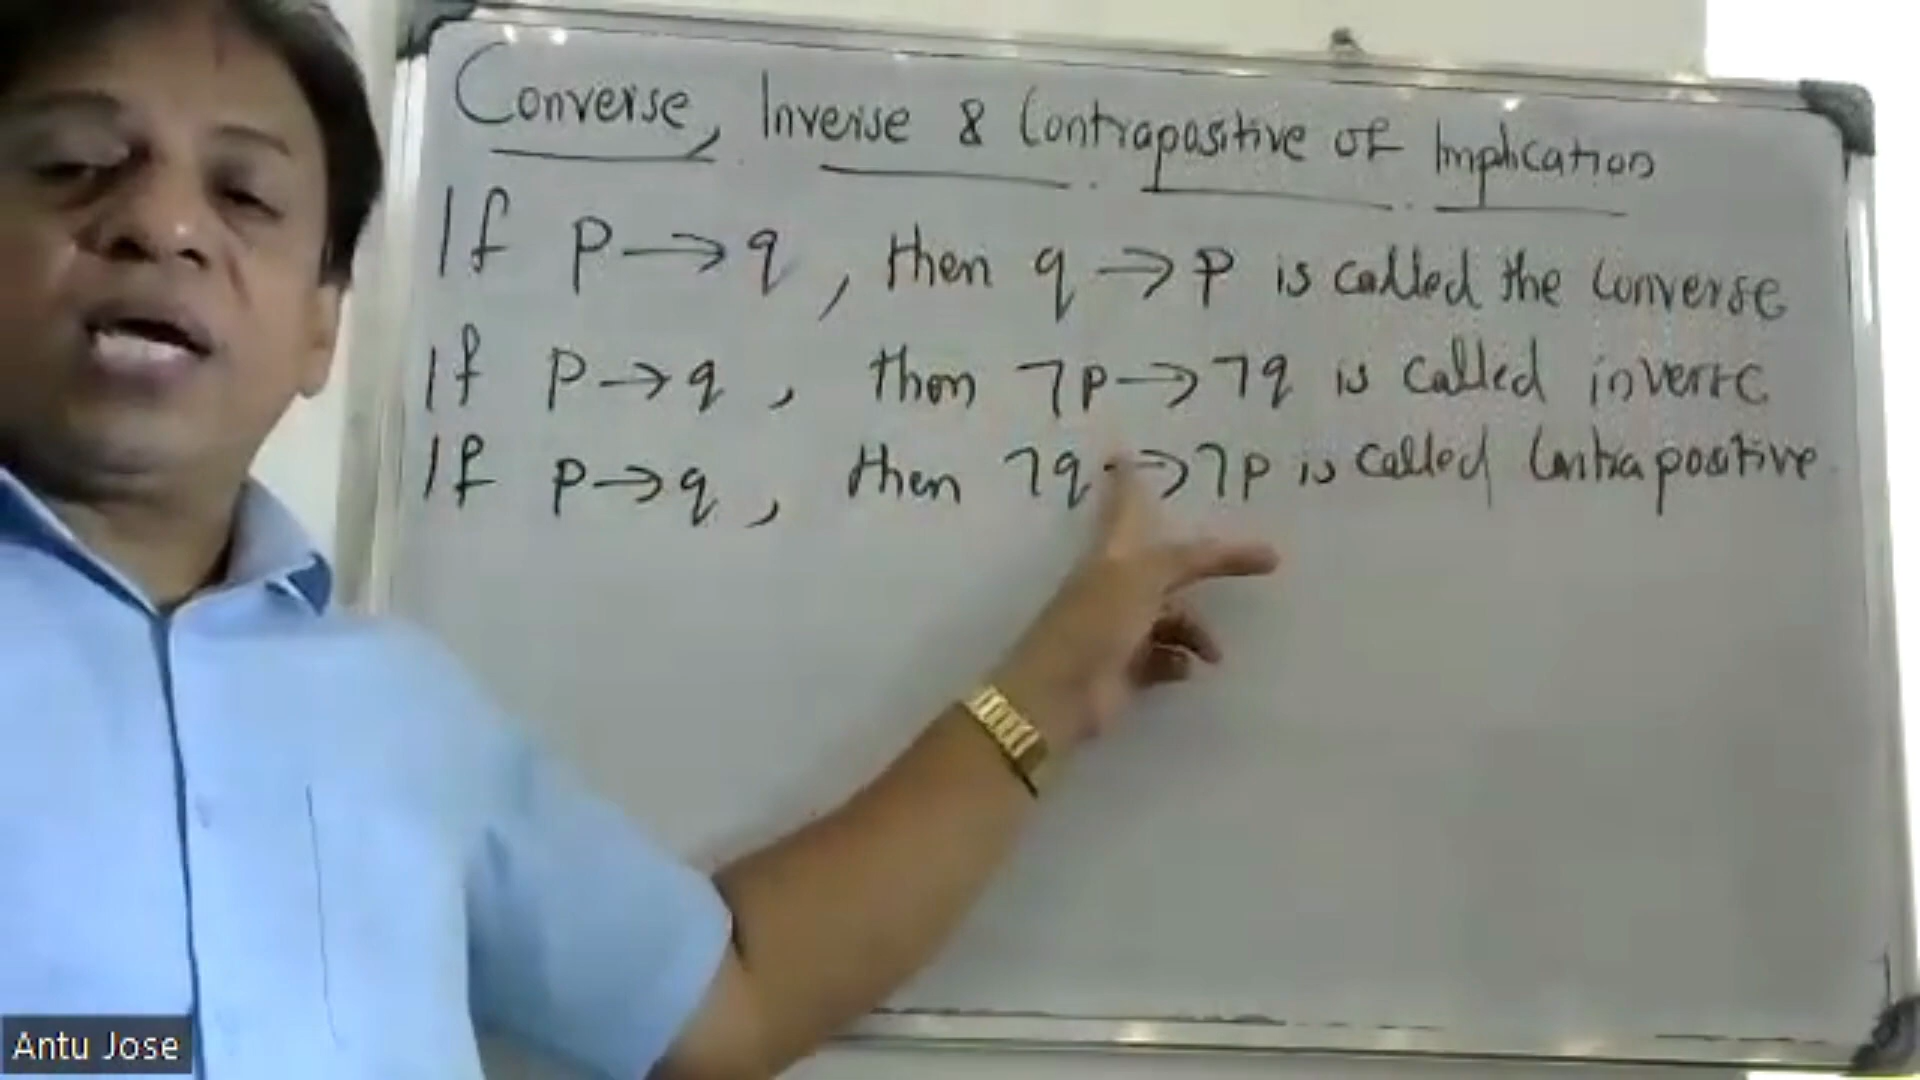 Converse, Inverse & Contrapositive of Implication
If p → q, then q → p is called the converse
If p → q, then ¬p → ¬q is called inverse
If p → q, then ¬q → ¬p is called Contrapositive
Antu Jose